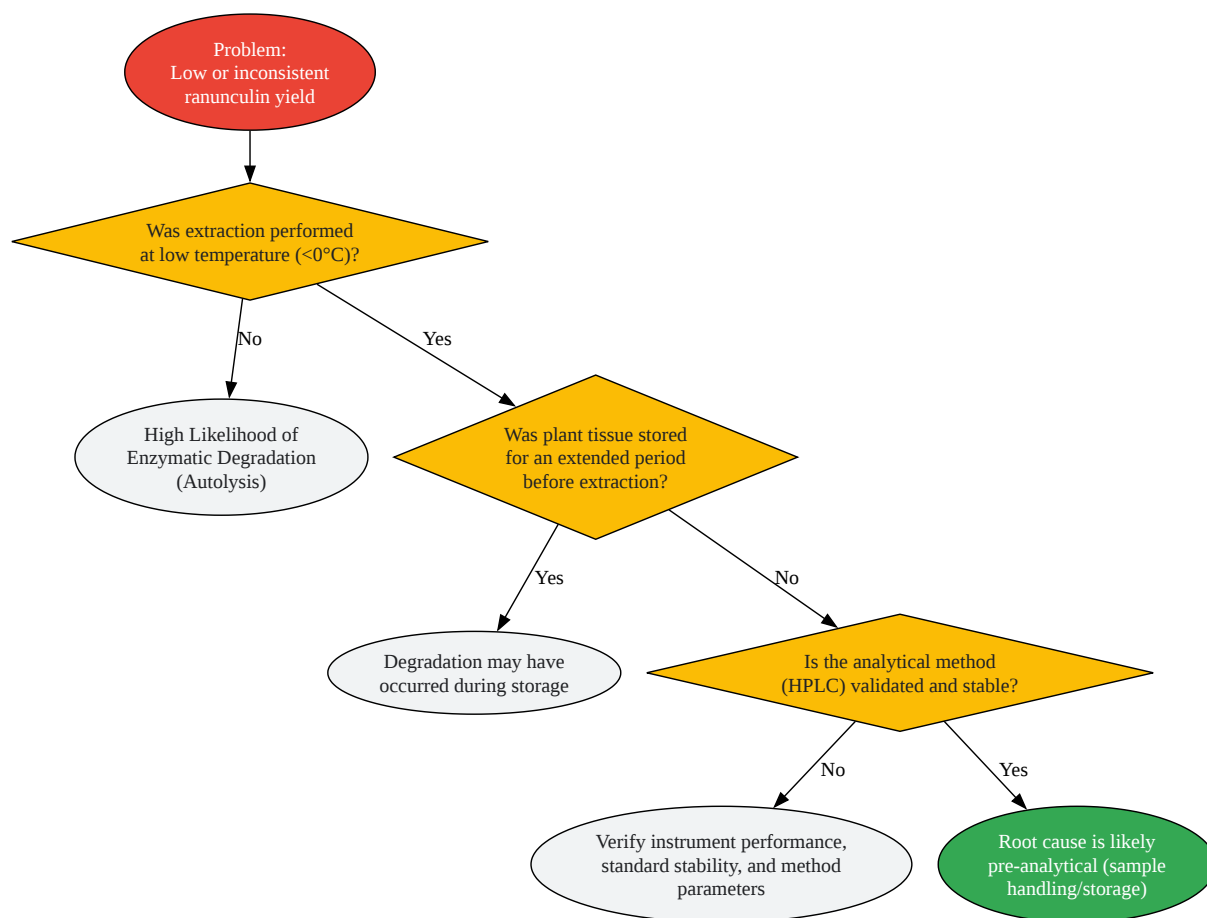 Problem:
Low or inconsistent
ranunculin yield
Was extraction performed
at low temperature (<0°C)?
No
Yes
High Likelihood of
Enzymatic Degradation
(Autolysis)
Was plant tissue stored
for an extended period
before extraction?
Yes
No
Degradation may have
occurred during storage
Is the analytical method
(HPLC) validated and stable?
No
Yes
Verify instrument performance,
standard stability, and method
parameters
Root cause is likely
pre-analytical (sample
handling/storage)